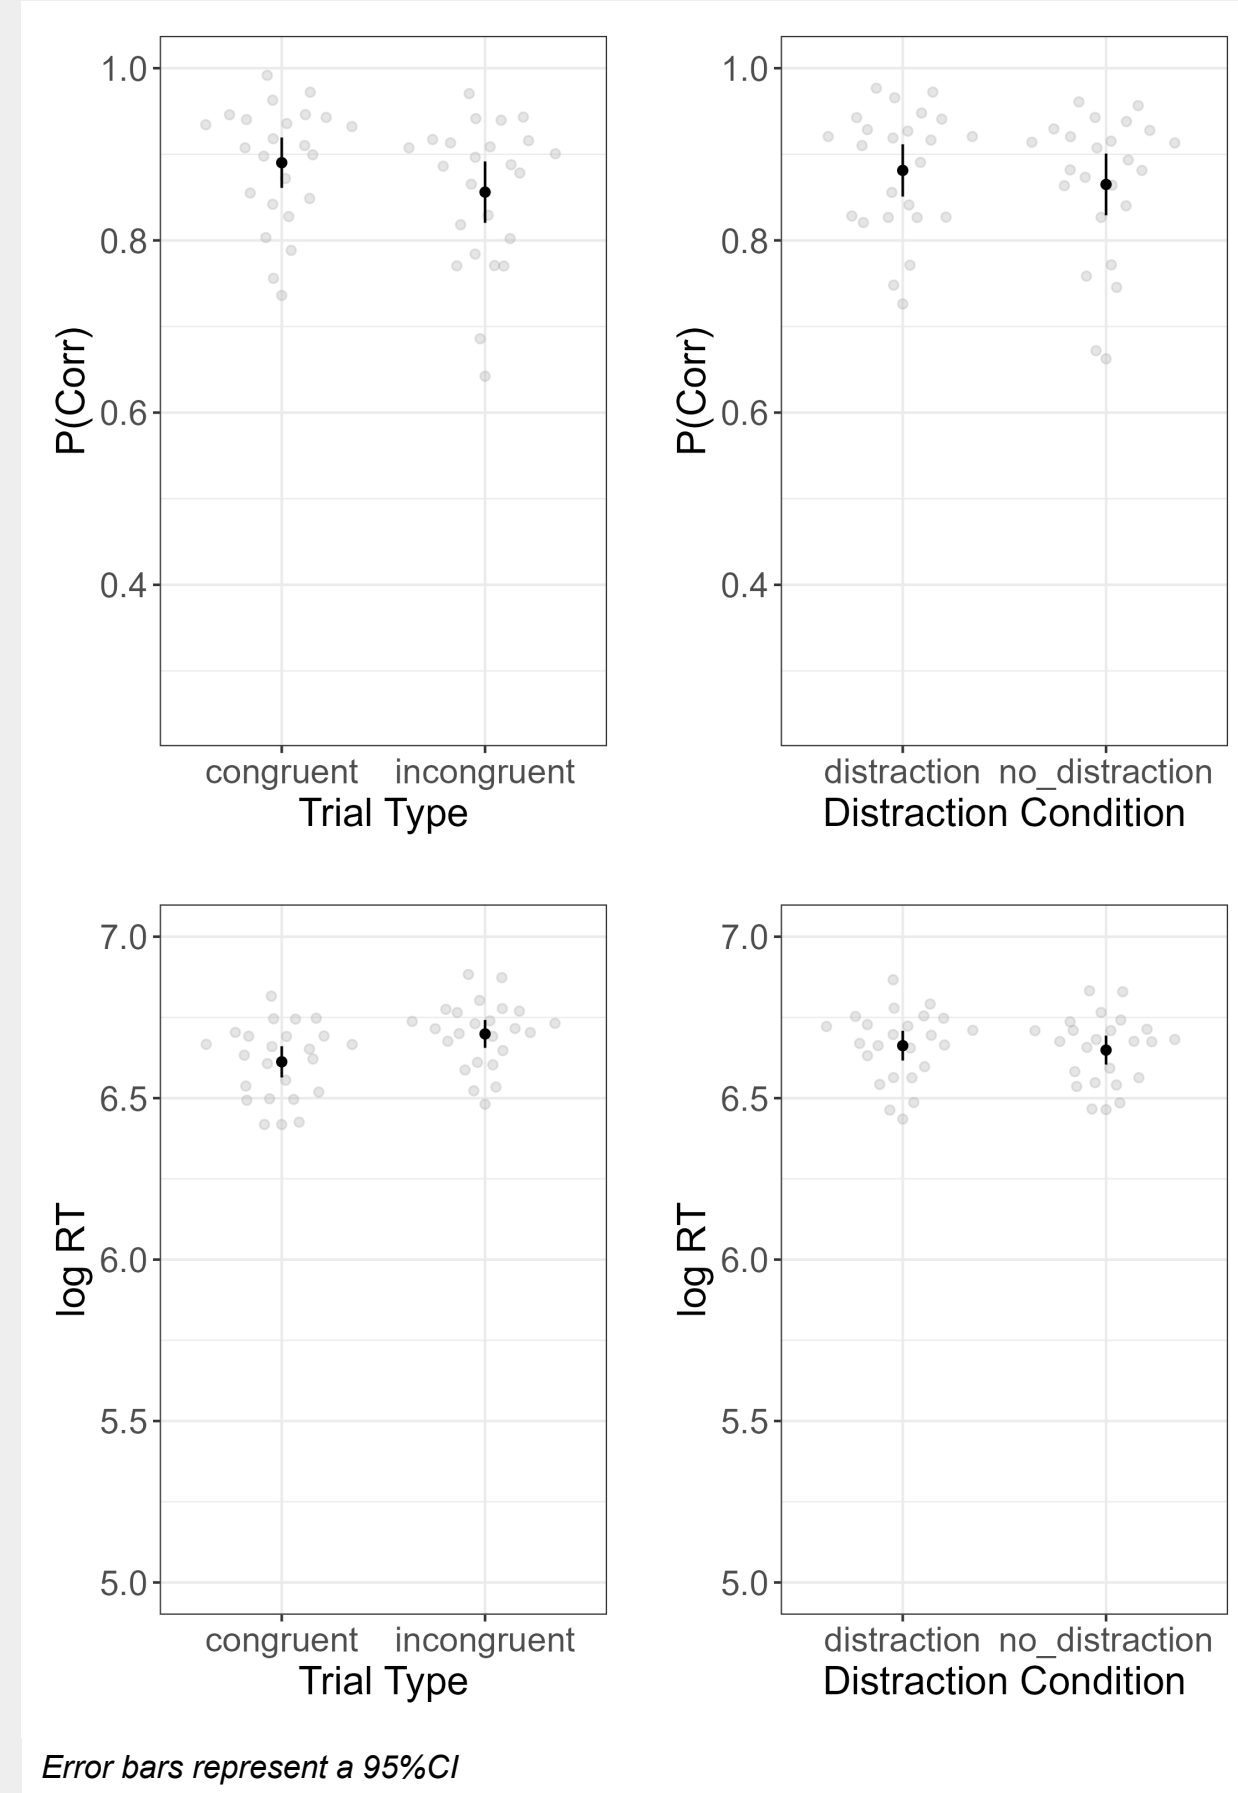 1.0
0.8
0.6
0.4
P(Corr)
congruent incongruent
Trial Type
1.0
0.8
0.6
0.4
P(Corr)
distraction no_distraction
Distraction Condition
7.0
6.5
6.0
5.5
5.0
log RT
congruent incongruent
Trial Type
7.0
6.5
6.0
5.5
5.0
log RT
distraction no_distraction
Distraction Condition
Error bars represent a 95%CI